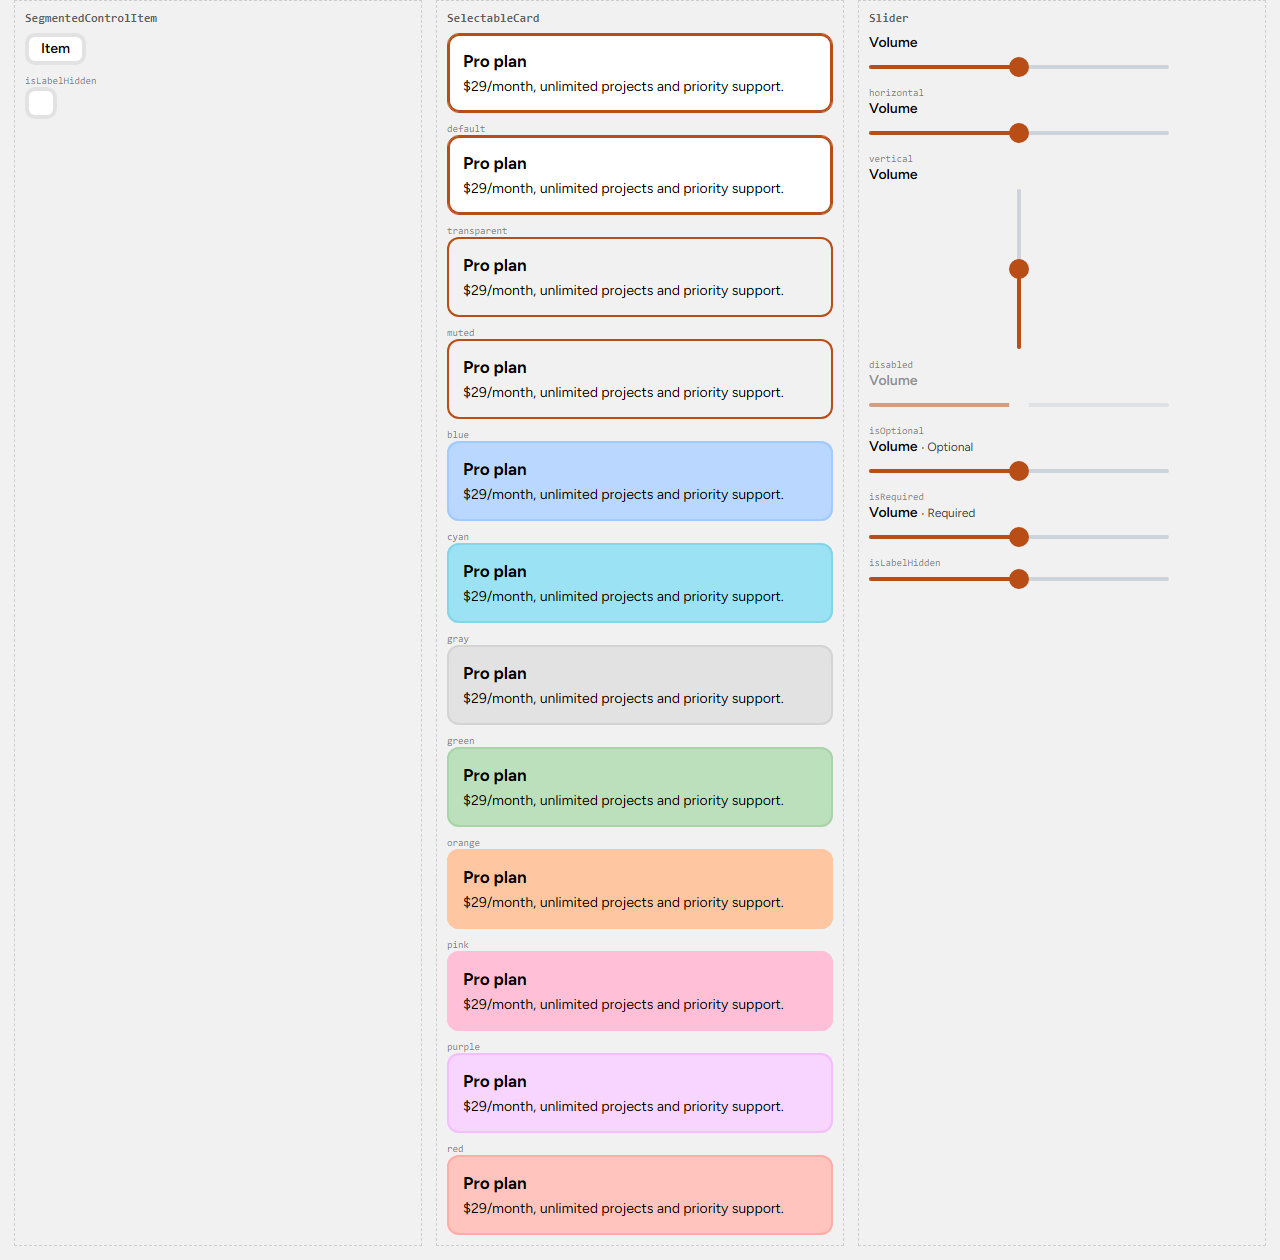 SegmentedControlItem
Item
isLabelHidden
SelectableCard
Pro plan
$29/month, unlimited projects and priority support.
default
Pro plan
$29/month, unlimited projects and priority support.
transparent
Pro plan
$29/month, unlimited projects and priority support.
muted
Pro plan
$29/month, unlimited projects and priority support.
blue
Pro plan
$29/month, unlimited projects and priority support.
cyan
Pro plan
$29/month, unlimited projects and priority support.
gray
Pro plan
$29/month, unlimited projects and priority support.
green
Pro plan
$29/month, unlimited projects and priority support.
orange
Pro plan
$29/month, unlimited projects and priority support.
pink
Pro plan
$29/month, unlimited projects and priority support.
purple
Pro plan
$29/month, unlimited projects and priority support.
red
Pro plan
$29/month, unlimited projects and priority support.
Slider
Volume
horizontal
Volume
vertical
Volume
disabled
Volume
isOptional
Volume · Optional
isRequired
Volume · Required
isLabelHidden